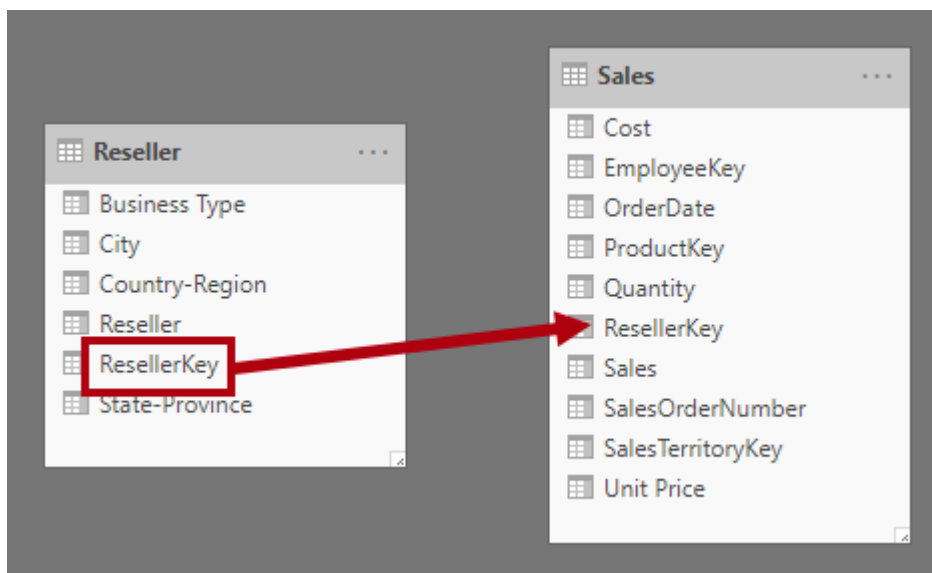 Reseller
Business Type
City
Country-Region
Reseller
ResellerKey
State-Province
Sales
Cost
EmployeeKey
OrderDate
ProductKey
Quantity
ResellerKey
Sales
SalesOrderNumber
SalesTerritoryKey
Unit Price